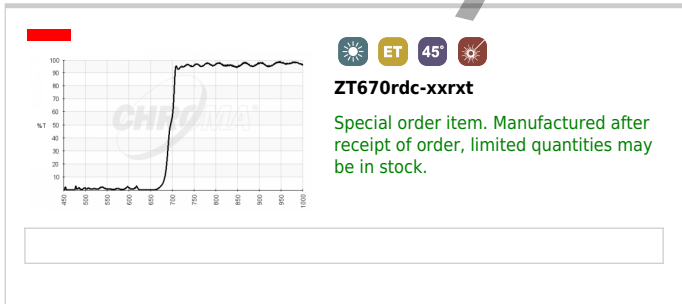 ET
45°
ZT670rdc-xxrxt
Special order item. Manufactured after
receipt of order, limited quantities may
be in stock.
100
90
80
70
60
%T 50
40
30
20
10
CHROMA
450 500 550 600 650 700 750 800 850 900 950 1000